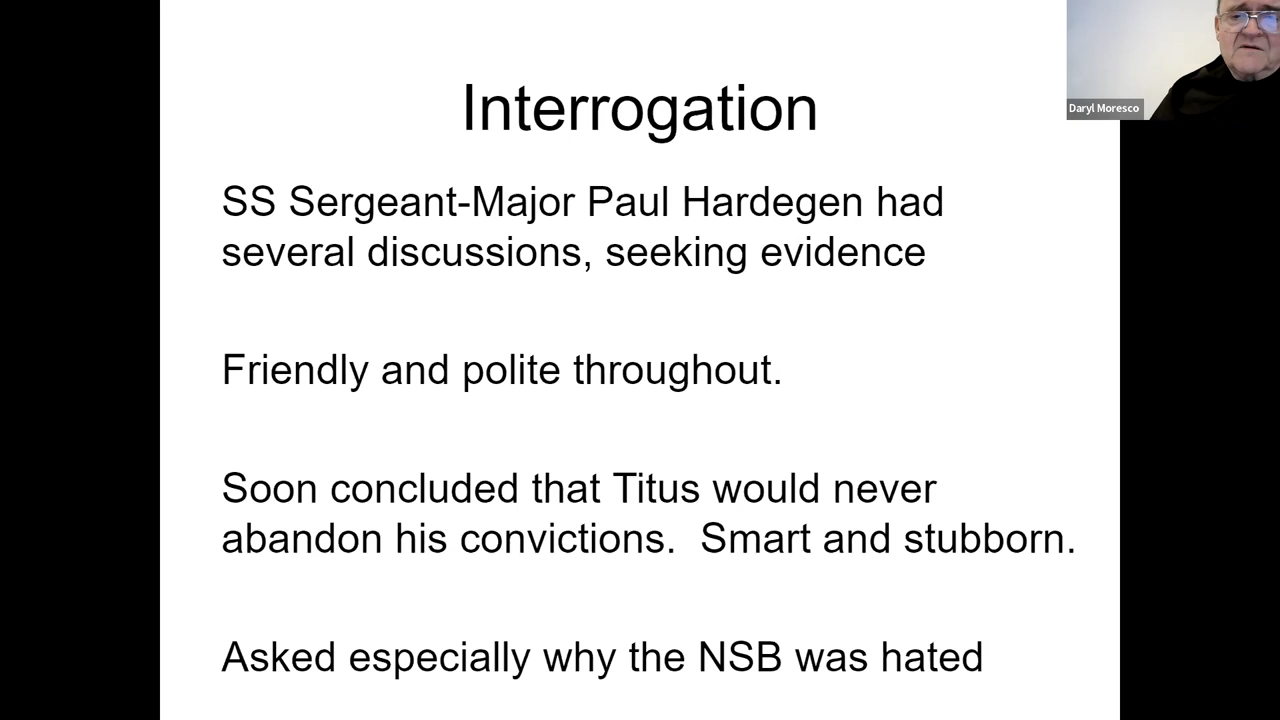 Interrogation
Daryl Moresco
SS Sergeant-Major Paul Hardegen had
several discussions, seeking evidence
Friendly and polite throughout.
Soon concluded that Titus would never
abandon his convictions.  Smart and stubborn.
Asked especially why the NSB was hated